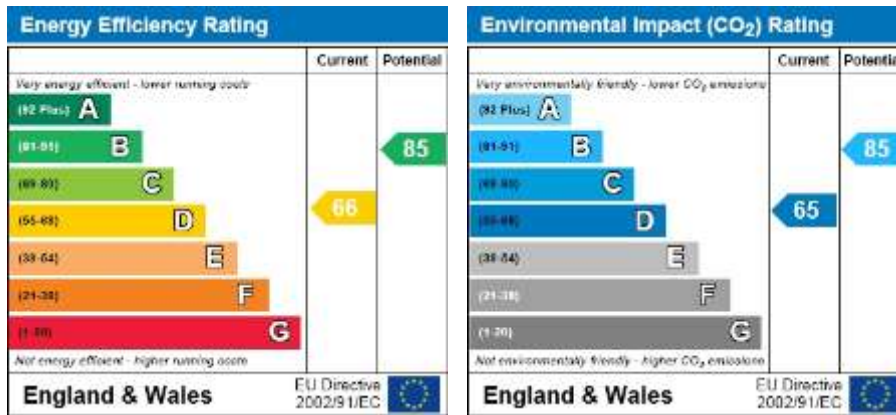 Energy Efficiency Rating
Current Potential
Very energy efficient - lower running costs
(92 Plus) A
(81-91) B
(69-80) C
(55-68) D
(39-54) E
(21-38) F
(1-20) G
85
66
Not energy efficient - higher running costs
England & Wales
EU Directive
2002/91/EC
Environmental Impact (CO₂) Rating
Current Potential
Very environmentally friendly - lower CO₂ emissions
(92 Plus) A
(81-91) B
(69-80) C
(55-68) D
(39-54) E
(21-38) F
(1-20) G
85
65
Not environmentally friendly - higher CO₂ emissions
England & Wales
EU Directive
2002/91/EC